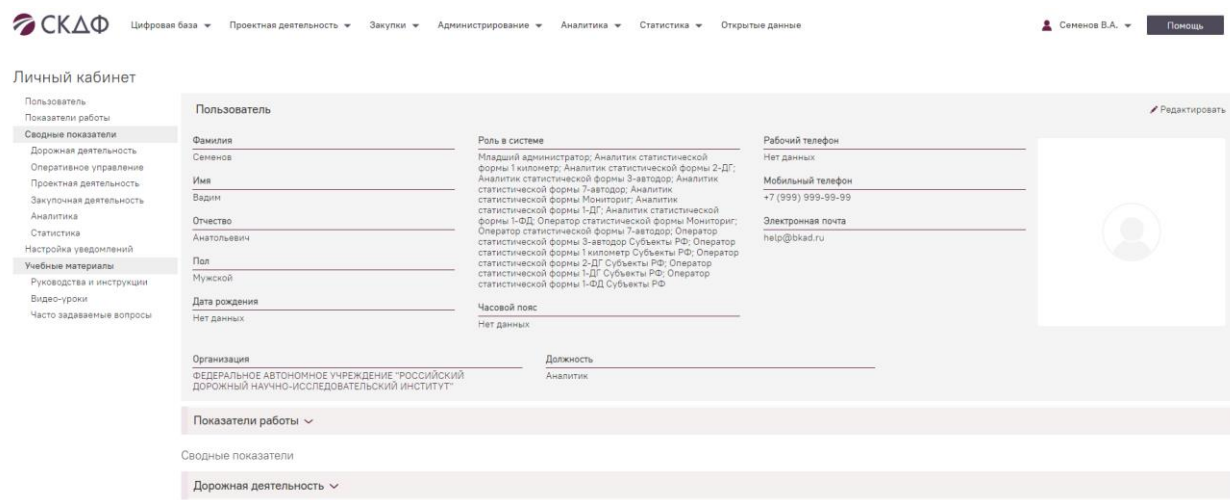 СКДФ
Цифровая база Проектная деятельность Закупки Администрирование Аналитика Статистика Открытые данные Семенов В.А. Помощь
Личный кабинет
Пользователь
Показатели работы
Сводные показатели
Дорожная деятельность
Оперативное управление
Проектная деятельность
Закупочная деятельность
Аналитика
Статистика
Настройка уведомлений
Учебные материалы
Руководства и инструкции
Видео-уроки
Часто задаваемые вопросы
Пользователь
Редактировать
Фамилия
Семенов
Имя
Вадим
Отчество
Анатольевич
Пол
Мужской
Дата рождения
Нет данных
Роль в системе
Младший администратор; Аналитик статистической
формы 1 километр; Аналитик статистической формы 2-ДГ;
Аналитик статистической формы 3-автодор; Аналитик
статистической формы 7-автодор; Аналитик
статистической формы Мониториг; Аналитик
статистической формы 1-ДГ; Аналитик статистической
формы 1-ФД; Оператор статистической формы Мониториг;
Оператор статистической формы 7-автодор; Оператор
статистической формы 3-автодор Субъекты РФ; Оператор
статистической формы 1 километр Субъекты РФ; Оператор
статистической формы 2-ДГ Субъекты РФ; Оператор
статистической формы 1-ДГ Субъекты РФ; Оператор
статистической формы 1-ФД Субъекты РФ
Часовой пояс
Нет данных
Рабочий телефон
Нет данных
Мобильный телефон
+7 (999) 999-99-99
Электронная почта
help@bkad.ru
Организация
ФЕДЕРАЛЬНОЕ АВТОНОМНОЕ УЧРЕЖДЕНИЕ "РОССИЙСКИЙ
ДОРОЖНЫЙ НАУЧНО-ИССЛЕДОВАТЕЛЬСКИЙ ИНСТИТУТ"
Должность
Аналитик
Показатели работы
Сводные показатели
Дорожная деятельность